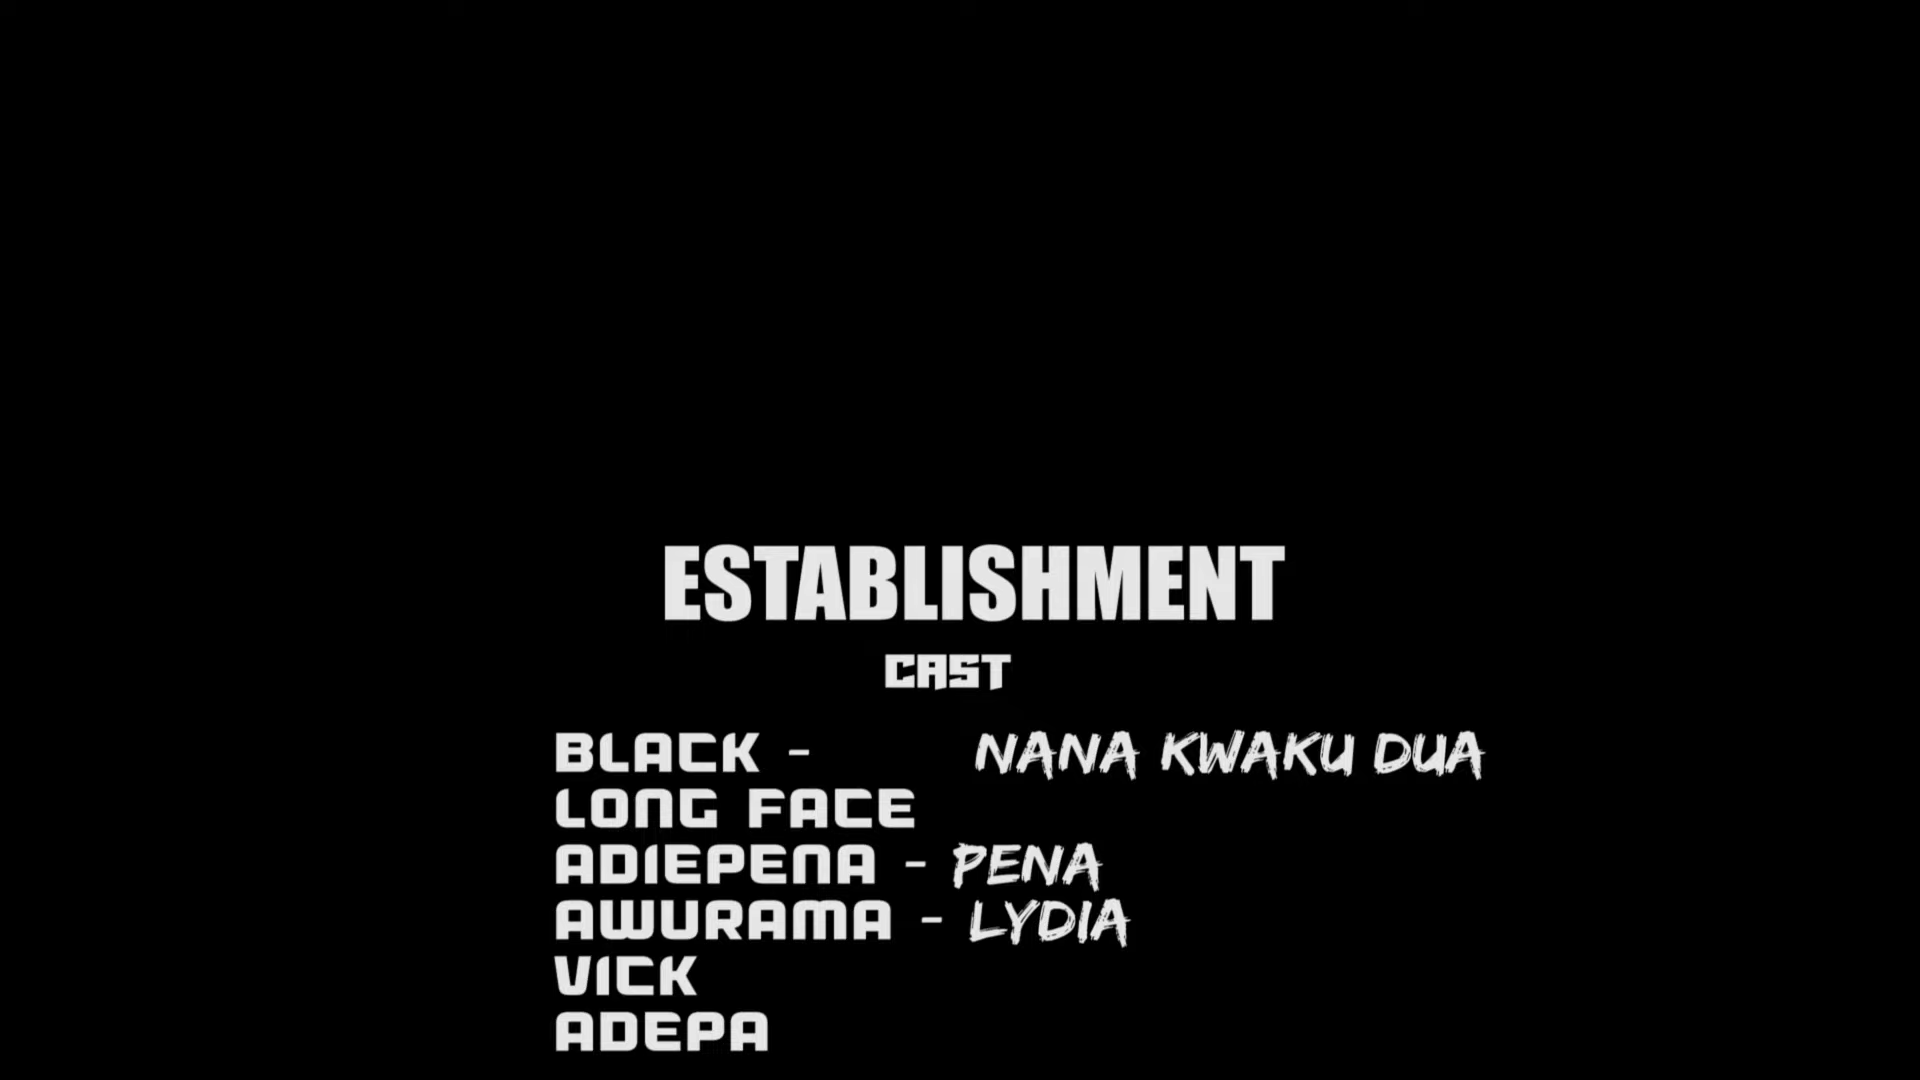 ESTABLISHMENT
CAST
BLACK - NANA KWAKU DUA
LONG FACE
ADIEPENA - PENA
AWURAMA - LYDIA
VICK
ADEPA